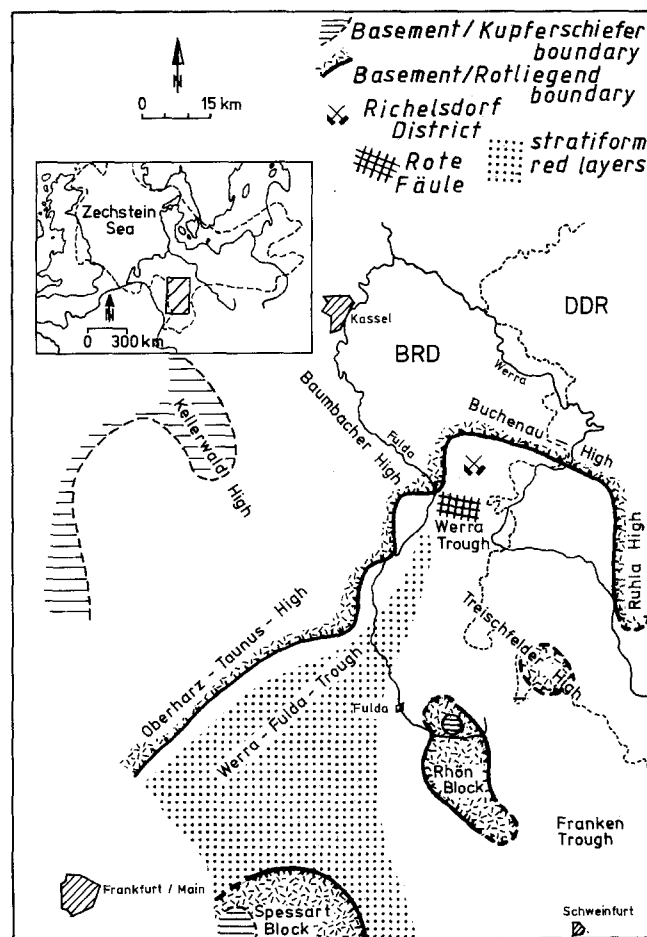 Basement/Kupferschiefer
boundary
Basement/Rotliegend
boundary
N
0 15 km
Richelsdorf
District
Rote
Fäule
stratiform
red layers
Zechstein
Sea
N
0 300 km
Kassel
DDR
BRD
Werra
Kellerwald High
Baumbacher High
Fulda
Buchenau - High
Werra
Trough
Ruhla High
Treischfelder High
Oberharz - Taunus - High
Werra - Fulda - Trough
Fulda
Rhön
Block
Franken
Trough
Frankfurt / Main
Spessart
Block
Schweinfurt